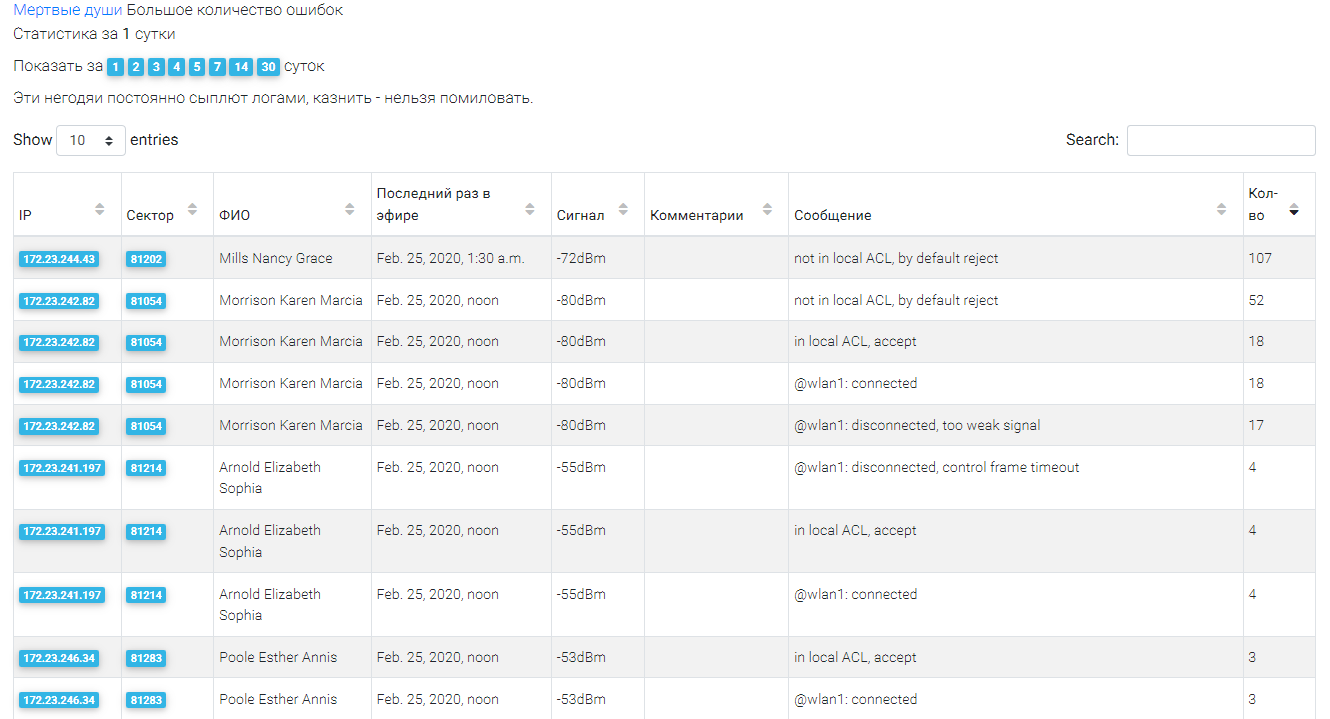 Мертвые души Большое количество ошибок
Статистика за 1 сутки
Показать за 1 2 3 4 5 7 14 30 суток
Эти негодяи постоянно сыплют логами, казнить - нельзя помиловать.
Show 10 entries Search:
IP Сектор ФИО Последний раз в эфире Сигнал Комментарии Сообщение Кол-во
172.23.244.43 81202 Mills Nancy Grace Feb. 25, 2020, 1:30 a.m. -72dBm not in local ACL, by default reject 107
172.23.242.82 81054 Morrison Karen Marcia Feb. 25, 2020, noon -80dBm not in local ACL, by default reject 52
172.23.242.82 81054 Morrison Karen Marcia Feb. 25, 2020, noon -80dBm in local ACL, accept 18
172.23.242.82 81054 Morrison Karen Marcia Feb. 25, 2020, noon -80dBm @wlan1: connected 18
172.23.242.82 81054 Morrison Karen Marcia Feb. 25, 2020, noon -80dBm @wlan1: disconnected, too weak signal 17
172.23.241.197 81214 Arnold Elizabeth Sophia Feb. 25, 2020, noon -55dBm @wlan1: disconnected, control frame timeout 4
172.23.241.197 81214 Arnold Elizabeth Sophia Feb. 25, 2020, noon -55dBm in local ACL, accept 4
172.23.241.197 81214 Arnold Elizabeth Sophia Feb. 25, 2020, noon -55dBm @wlan1: connected 4
172.23.246.34 81283 Poole Esther Annis Feb. 25, 2020, noon -53dBm in local ACL, accept 3
172.23.246.34 81283 Poole Esther Annis Feb. 25, 2020, noon -53dBm @wlan1: connected 3